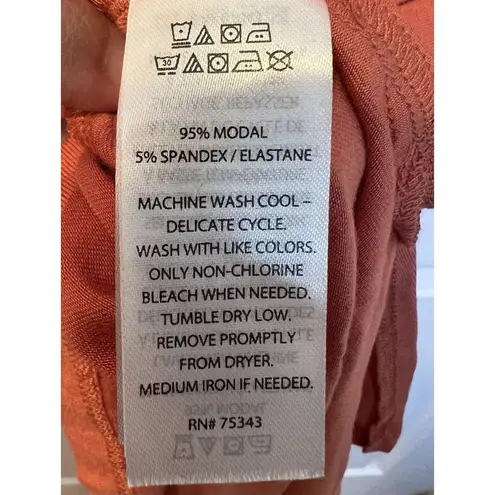 30
95% MODAL
5% SPANDEX / ELASTANE
MACHINE WASH COOL –
DELICATE CYCLE.
WASH WITH LIKE COLORS.
ONLY NON-CHLORINE
BLEACH WHEN NEEDED.
TUMBLE DRY LOW.
REMOVE PROMPTLY
FROM DRYER.
MEDIUM IRON IF NEEDED.
RN# 75343